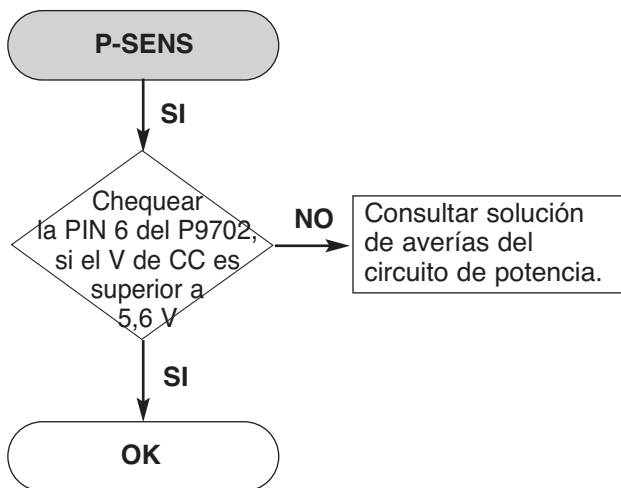 P-SENS
SI
Chequear
la PIN 6 del P9702,
si el V de CC es
superior a
5,6 V
NO
Consultar solución
de averías del
circuito de potencia.
SI
OK